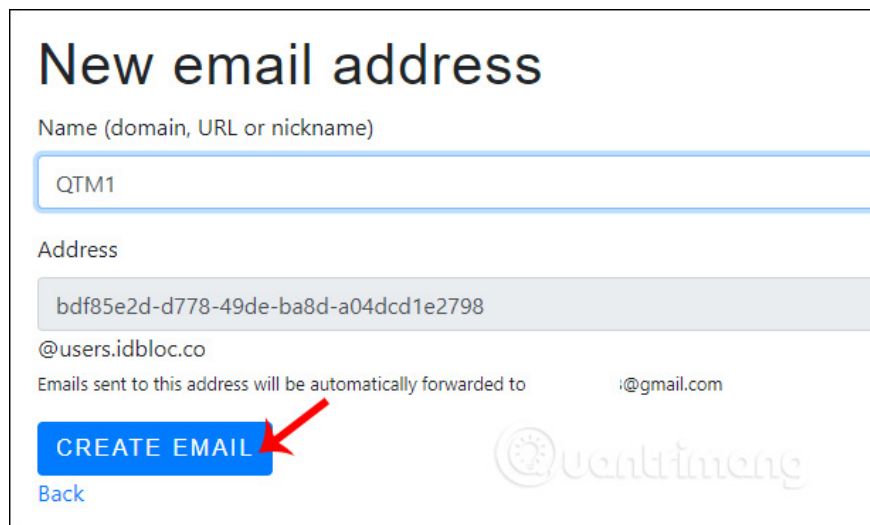 New email address
Name (domain, URL or nickname)
QTM1
Address
bdf85e2d-d778-49de-ba8d-a04dcd1e2798
@users.idbloc.co
Emails sent to this address will be automatically forwarded to @gmail.com
CREATE EMAIL
Quantrimang
Back